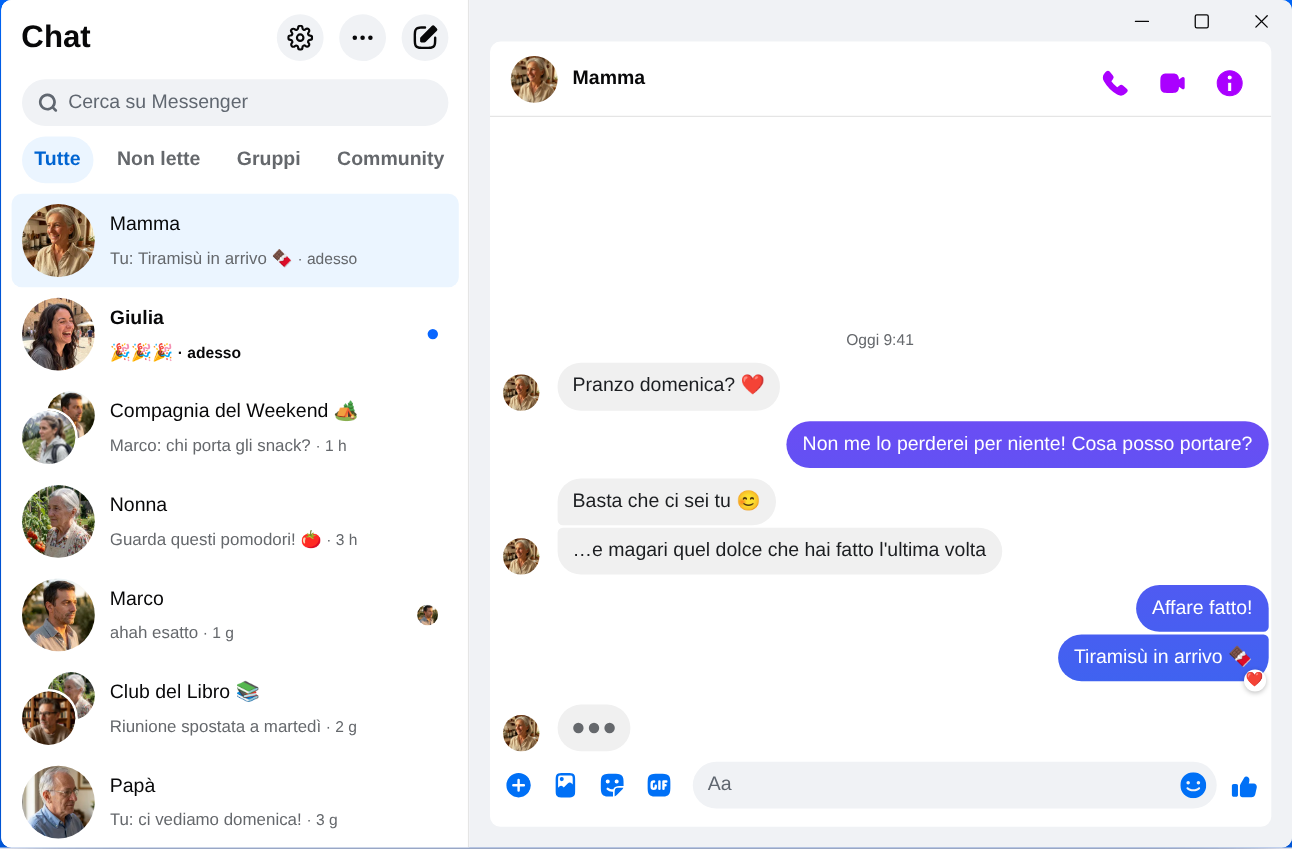 Chat
Cerca su Messenger
Tutte Non lette Gruppi Community
Mamma
Tu: Tiramisù in arrivo 🍫 · adesso
Giulia
🎉🎉🎉 · adesso
Compagnia del Weekend 🏕️
Marco: chi porta gli snack? · 1 h
Nonna
Guarda questi pomodori! 🍅 · 3 h
Marco
ahah esatto · 1 g
Club del Libro 📚
Riunione spostata a martedì · 2 g
Papà
Tu: ci vediamo domenica! · 3 g
Mamma
Oggi 9:41
Pranzo domenica? ❤️
Non me lo perderei per niente! Cosa posso portare?
Basta che ci sei tu 😊
…e magari quel dolce che hai fatto l'ultima volta
Affare fatto!
Tiramisù in arrivo 🍫
❤️
GIF
Aa